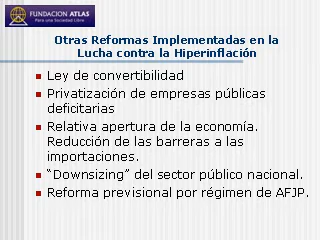 FUNDACION ATLAS
Para una Sociedad Libre
Otras Reformas Implementadas en la
Lucha contra la Hiperinflación
Ley de convertibilidad
Privatización de empresas públicas
deficitarias
Relativa apertura de la economía.
Reducción de las barreras a las
importaciones.
“Downsizing” del sector público nacional.
Reforma previsional por régimen de AFJP.